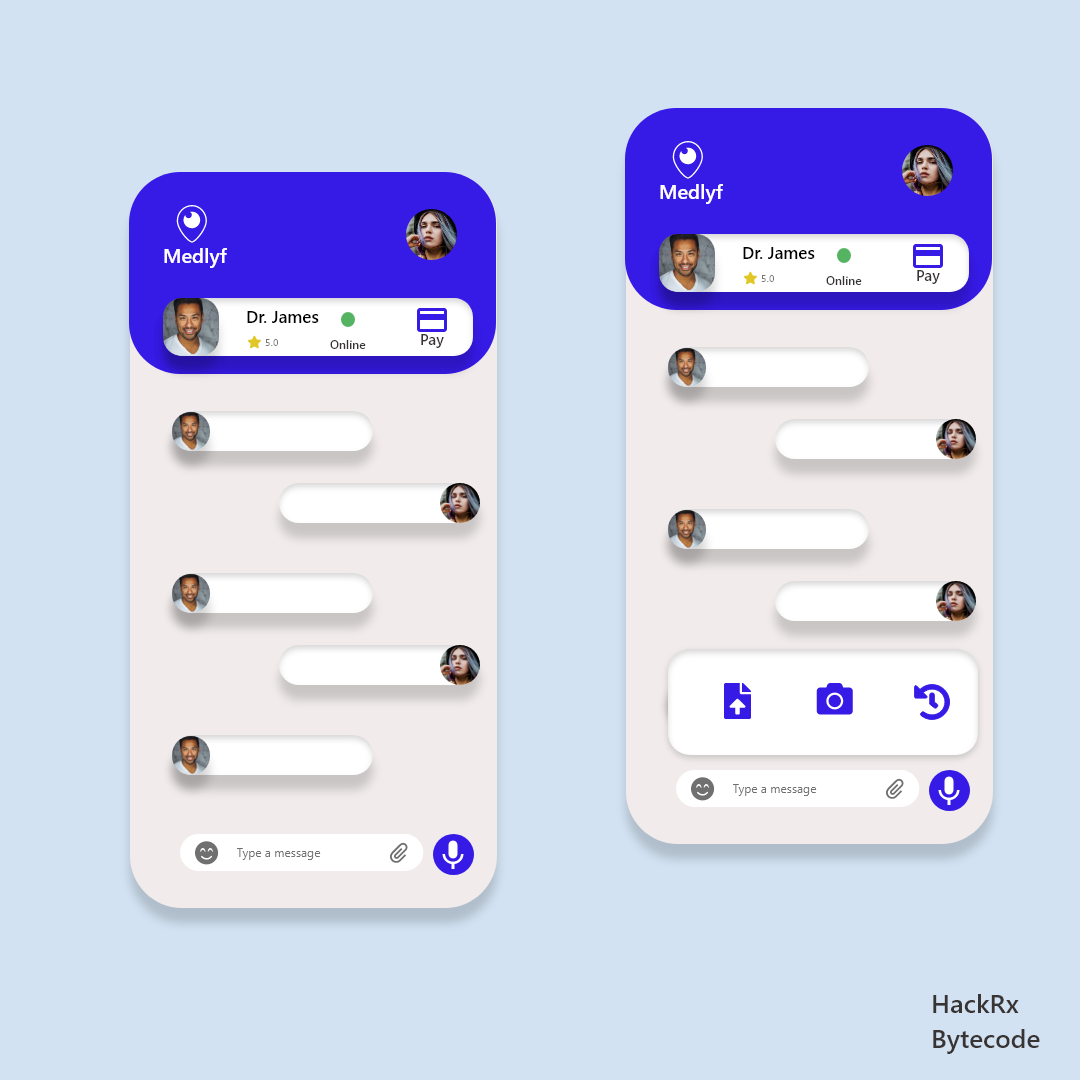 Medlyf
Dr. James
5.0
Online
Pay
Type a message
Medlyf
Dr. James
5.0
Online
Pay
Type a message
HackRx
Bytecode